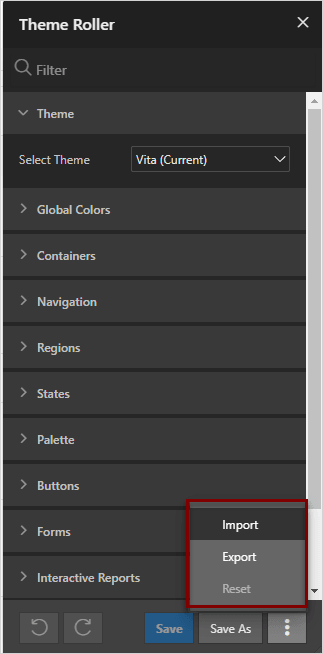 Theme Roller
Filter
Theme
Select Theme Vita (Current)
Global Colors
Containers
Navigation
Regions
States
Palette
Buttons
Forms
Interactive Reports
Import
Export
Reset
Save Save As